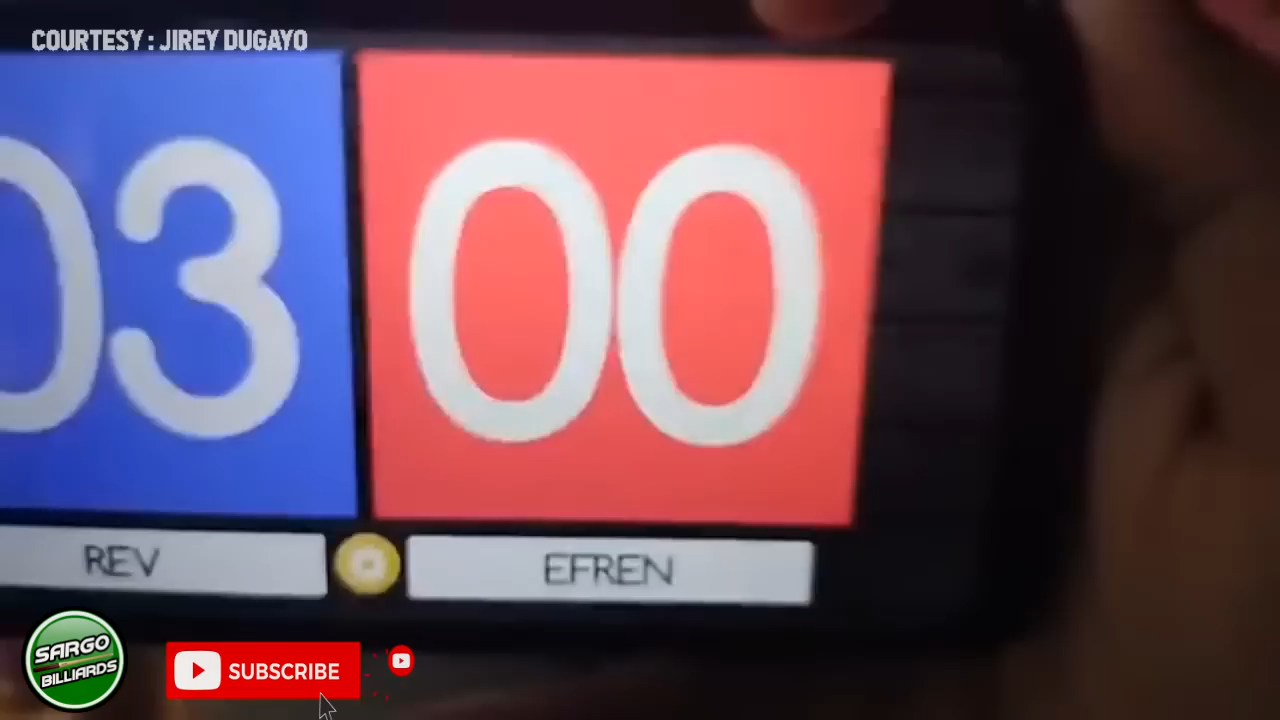 COURTESY : JIREY DUGAYO
03 00
REV EFREN
SARGO
BILLIARDS
SUBSCRIBE